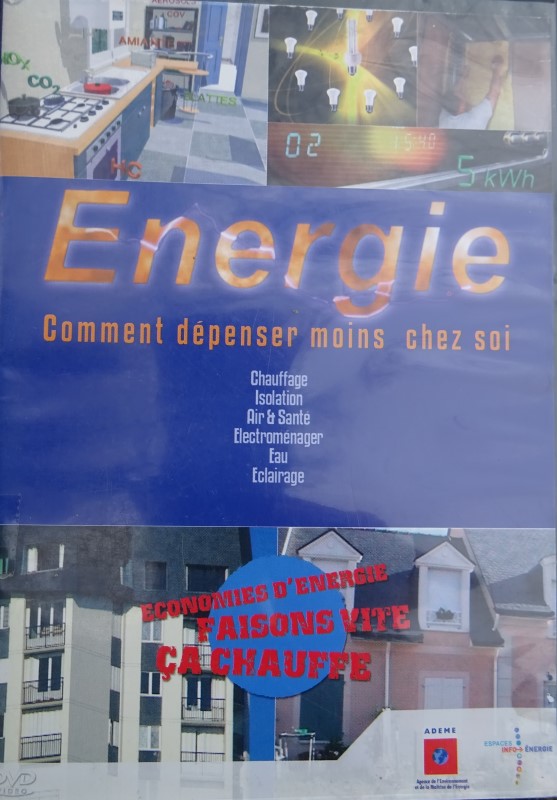 AEROSOLS
COV
AMIANTE
NOx
CO2
BLATTES
HC
02 15:40
5 kWh
Energie
Comment dépenser moins chez soi
Chauffage
Isolation
Air & Santé
Electroménager
Eau
Eclairage
ECONOMIES D'ENERGIE
FAISONS VITE
ÇA CHAUFFE
ADEME
Agence de l'Environnement
et de la Maîtrise de l'Energie
ESPACES
INFO ÉNERGIE
DVD
VIDEO